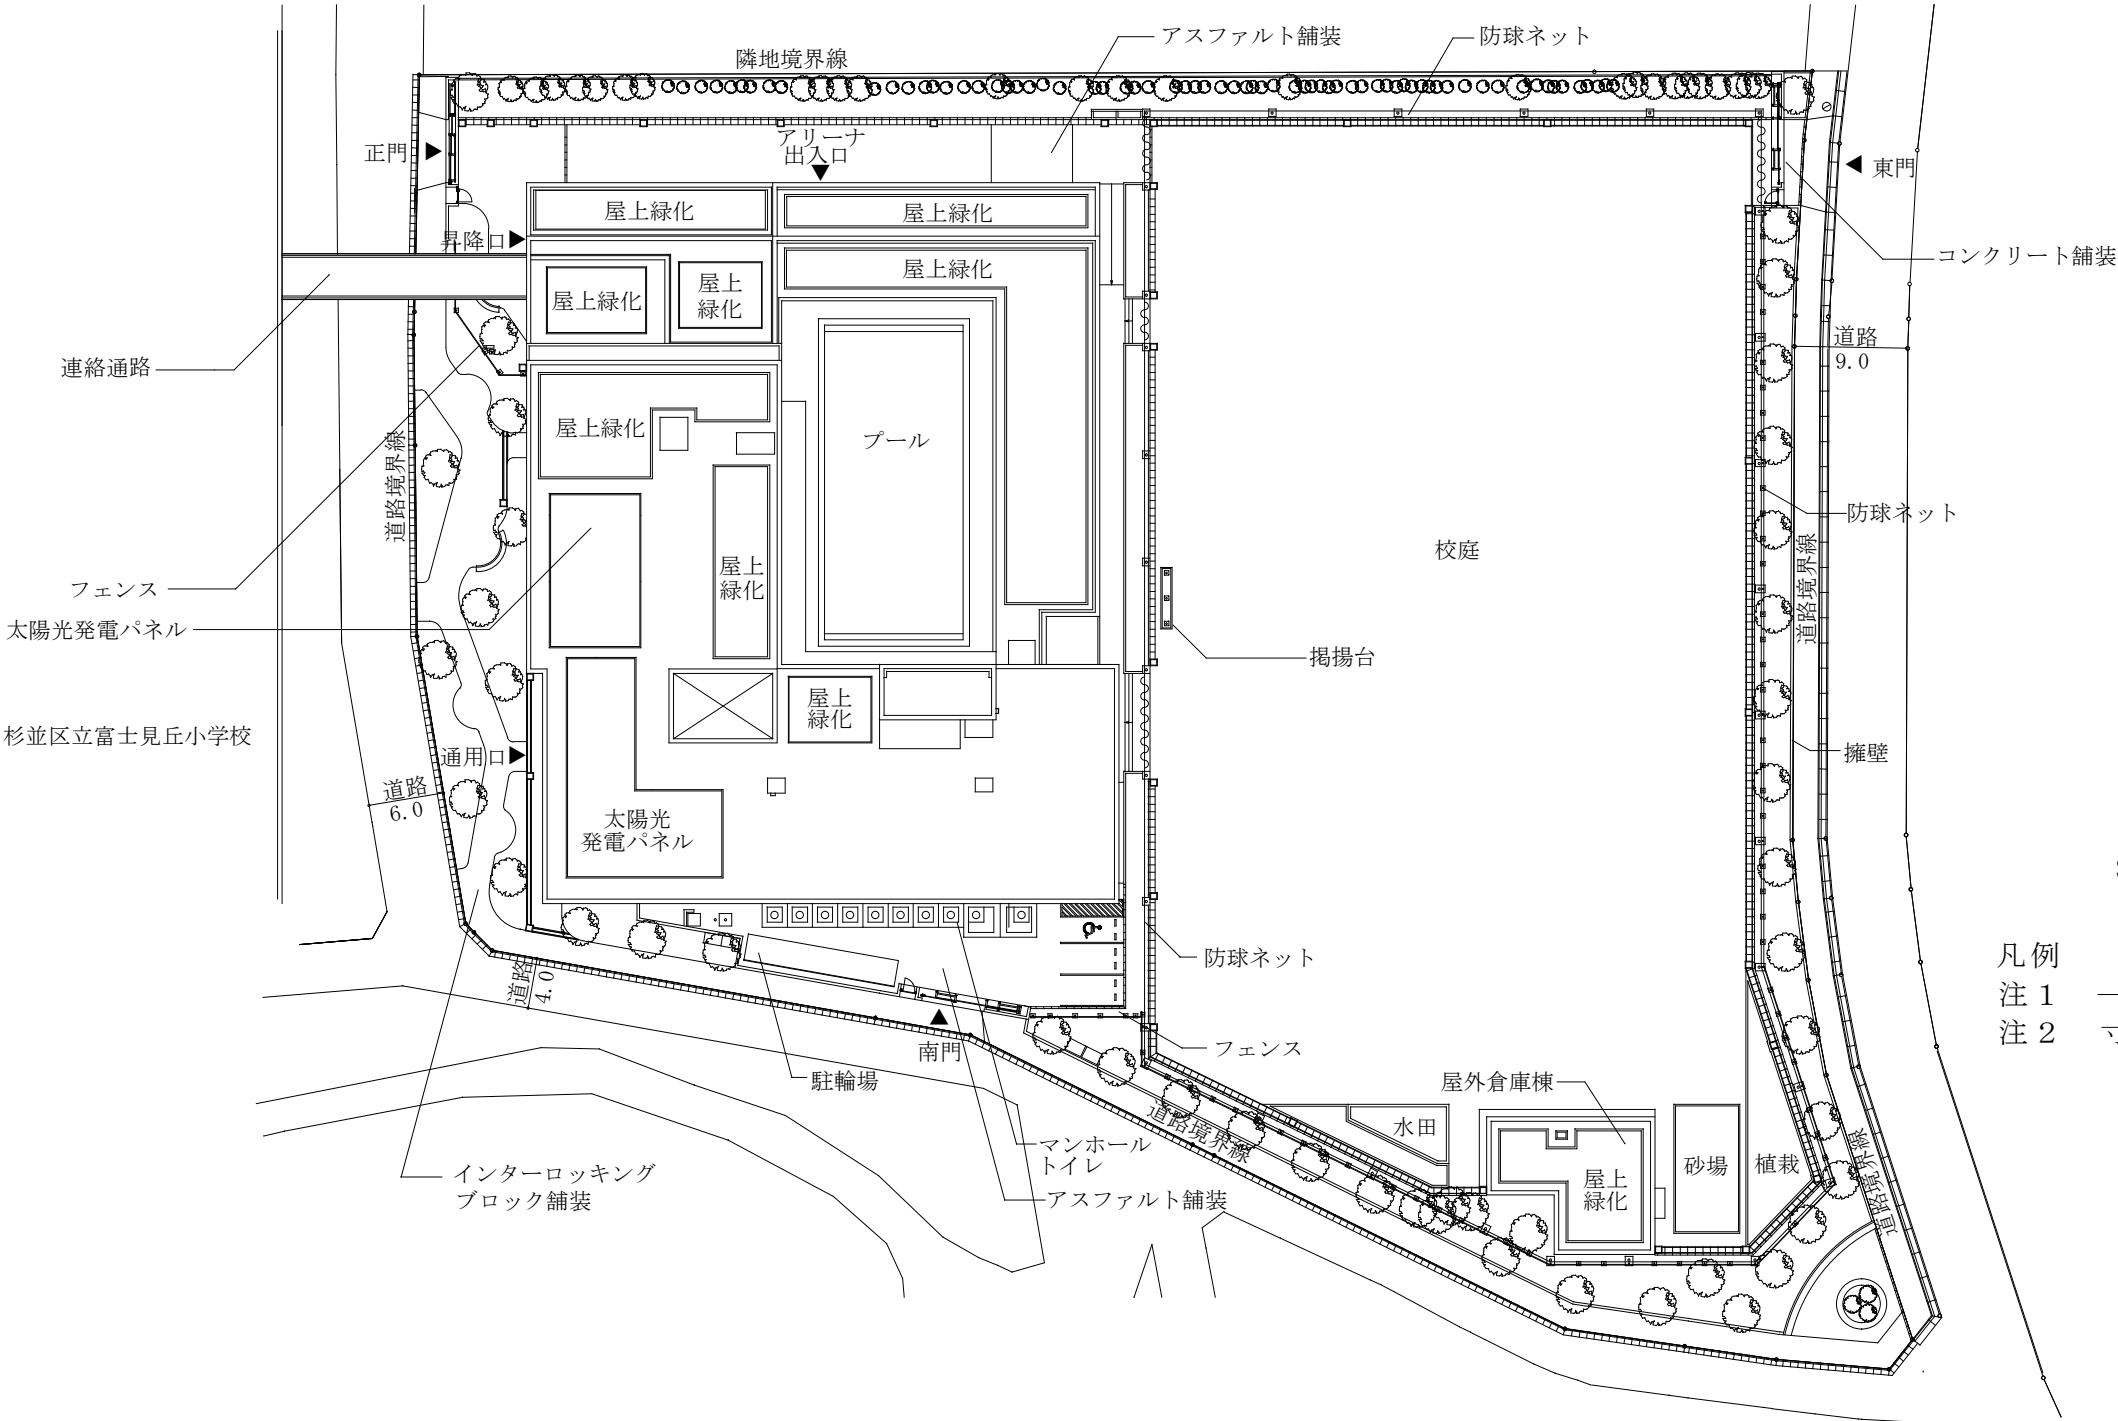 アスファルト舗装
防球ネット
隣地境界線
正門
アリーナ
出入口
東門
屋上緑化
屋上緑化
昇降口
コンクリート舗装
屋上緑化
屋上緑化
屋上
緑化
連絡通路
道路
9.0
屋上緑化
プール
道路境界線
防球ネット
校庭
道路境界線
屋上
緑化
フェンス
太陽光発電パネル
掲揚台
屋上
緑化
杉並区立富士見丘小学校
通用口
擁壁
道路
6.0
太陽光
発電パネル
防球ネット
凡例
注1
注2
道路
4.0
南門
フェンス
駐輪場
屋外倉庫棟
道路境界線
水田
マンホール
トイレ
砂場
植栽
道路境界線
インターロッキング
ブロック舗装
アスファルト舗装
屋上
緑化